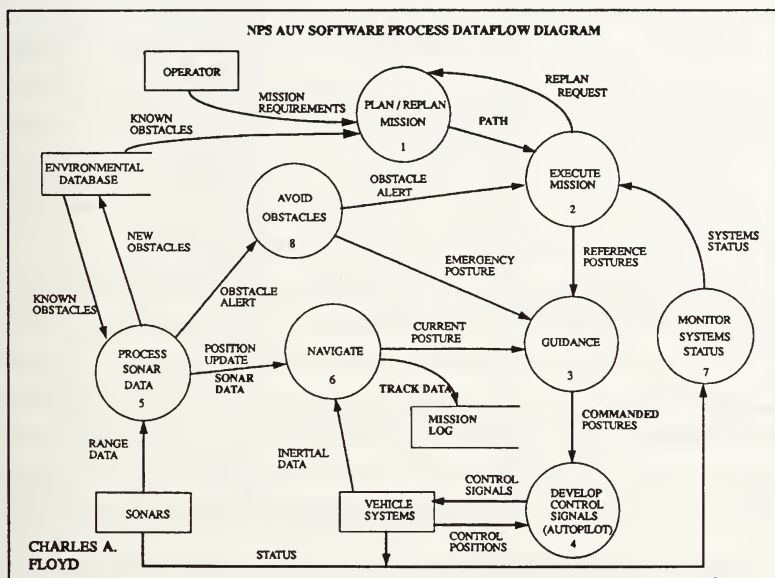 NPS AUV SOFTWARE PROCESS DATAFLOW DIAGRAM
OPERATOR
MISSION
REQUIREMENTS
PLAN / REPLAN
MISSION
1
REPLAN
REQUEST
KNOWN
OBSTACLES
PATH
ENVIRONMENTAL
DATABASE
AVOID
OBSTACLES
8
OBSTACLE
ALERT
EXECUTE
MISSION
2
SYSTEMS
STATUS
NEW
OBSTACLES
EMERGENCY
POSTURE
REFERENCE
POSTURES
KNOWN
OBSTACLES
OBSTACLE
ALERT
PROCESS
SONAR
DATA
5
POSITION
UPDATE
SONAR
DATA
NAVIGATE
6
CURRENT
POSTURE
GUIDANCE
3
MONITOR
SYSTEMS
STATUS
7
TRACK DATA
MISSION
LOG
COMMANDED
POSTURES
RANGE
DATA
INERTIAL
DATA
SONARS
VEHICLE
SYSTEMS
CONTROL
SIGNALS
CONTROL
POSITIONS
DEVELOP
CONTROL
SIGNALS
(AUTOPILOT)
4
CHARLES A.
FLOYD
STATUS